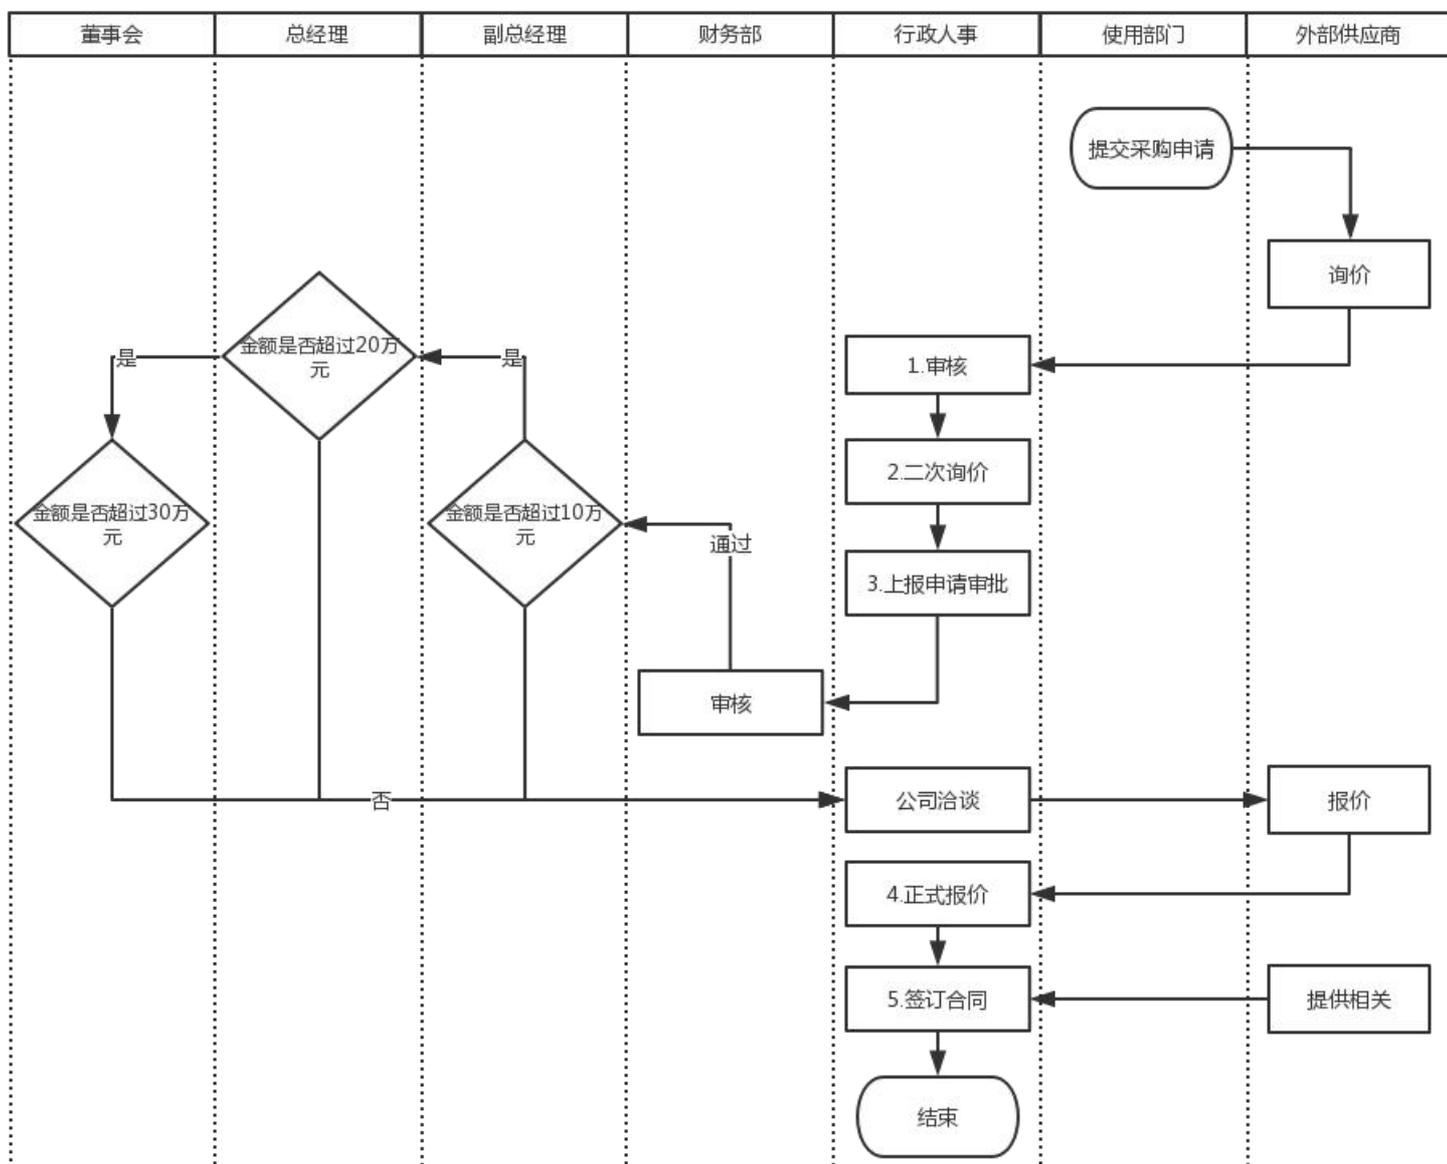 董事会
总经理
副总经理
财务部
行政人事
使用部门
外部供应商
提交采购申请
询价
金额是否超过20万
元
是
是
1.审核
2.二次询价
金额是否超过30万
元
金额是否超过10万
元
通过
3.上报申请审批
审核
否
公司洽谈
报价
4.正式报价
5.签订合同
提供相关
结束